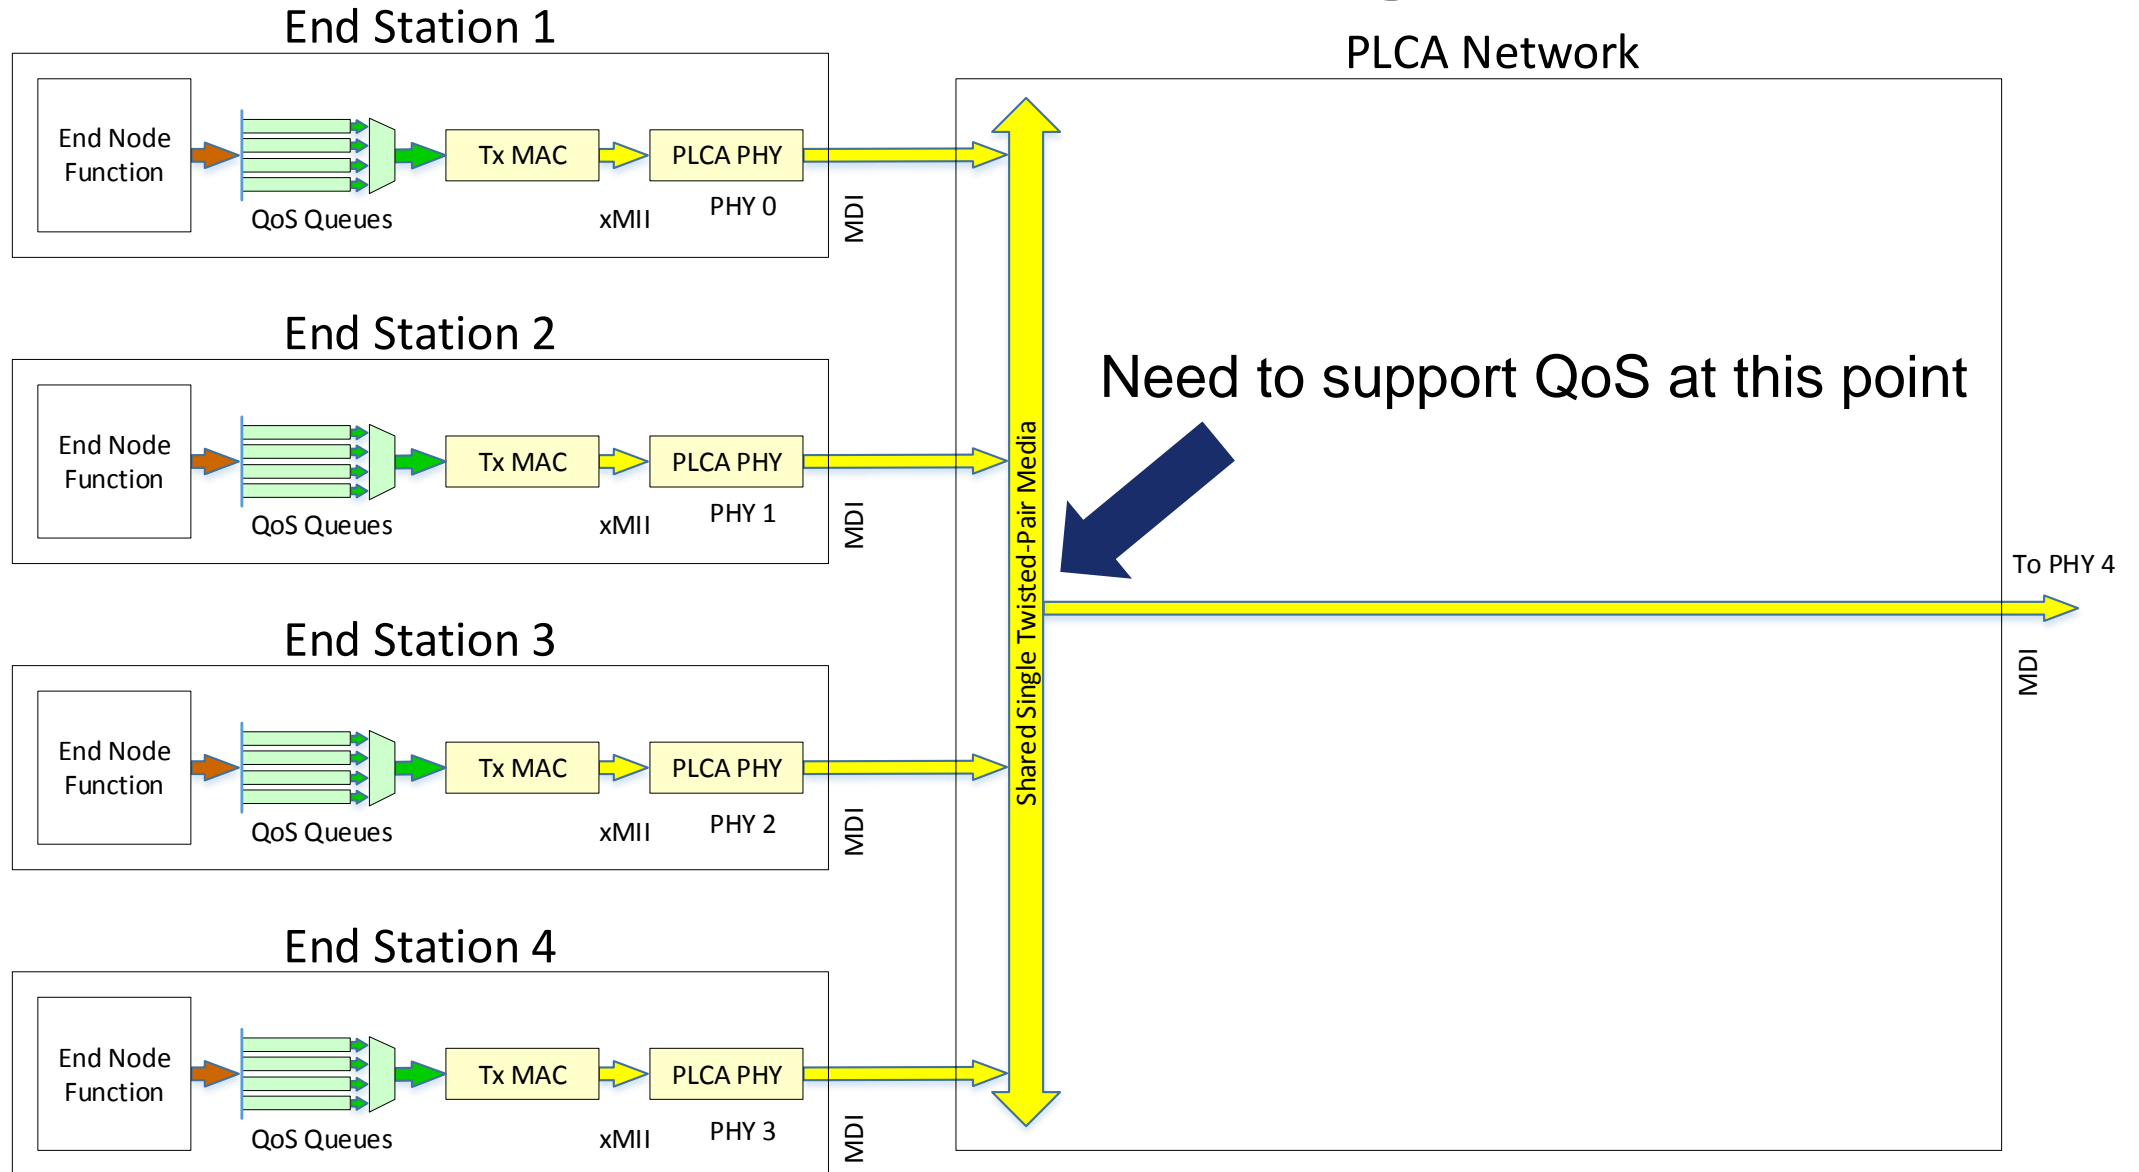 End Station 1
End Node
Function
QoS Queues
Tx MAC
xMII
PLCA PHY
PHY 0
MDI
End Station 2
End Node
Function
QoS Queues
Tx MAC
xMII
PLCA PHY
PHY 1
MDI
End Station 3
End Node
Function
QoS Queues
Tx MAC
xMII
PLCA PHY
PHY 2
MDI
End Station 4
End Node
Function
QoS Queues
Tx MAC
xMII
PLCA PHY
PHY 3
MDI
PLCA Network
Shared Single Twisted-Pair Media
Need to support QoS at this point
To PHY 4
MDI